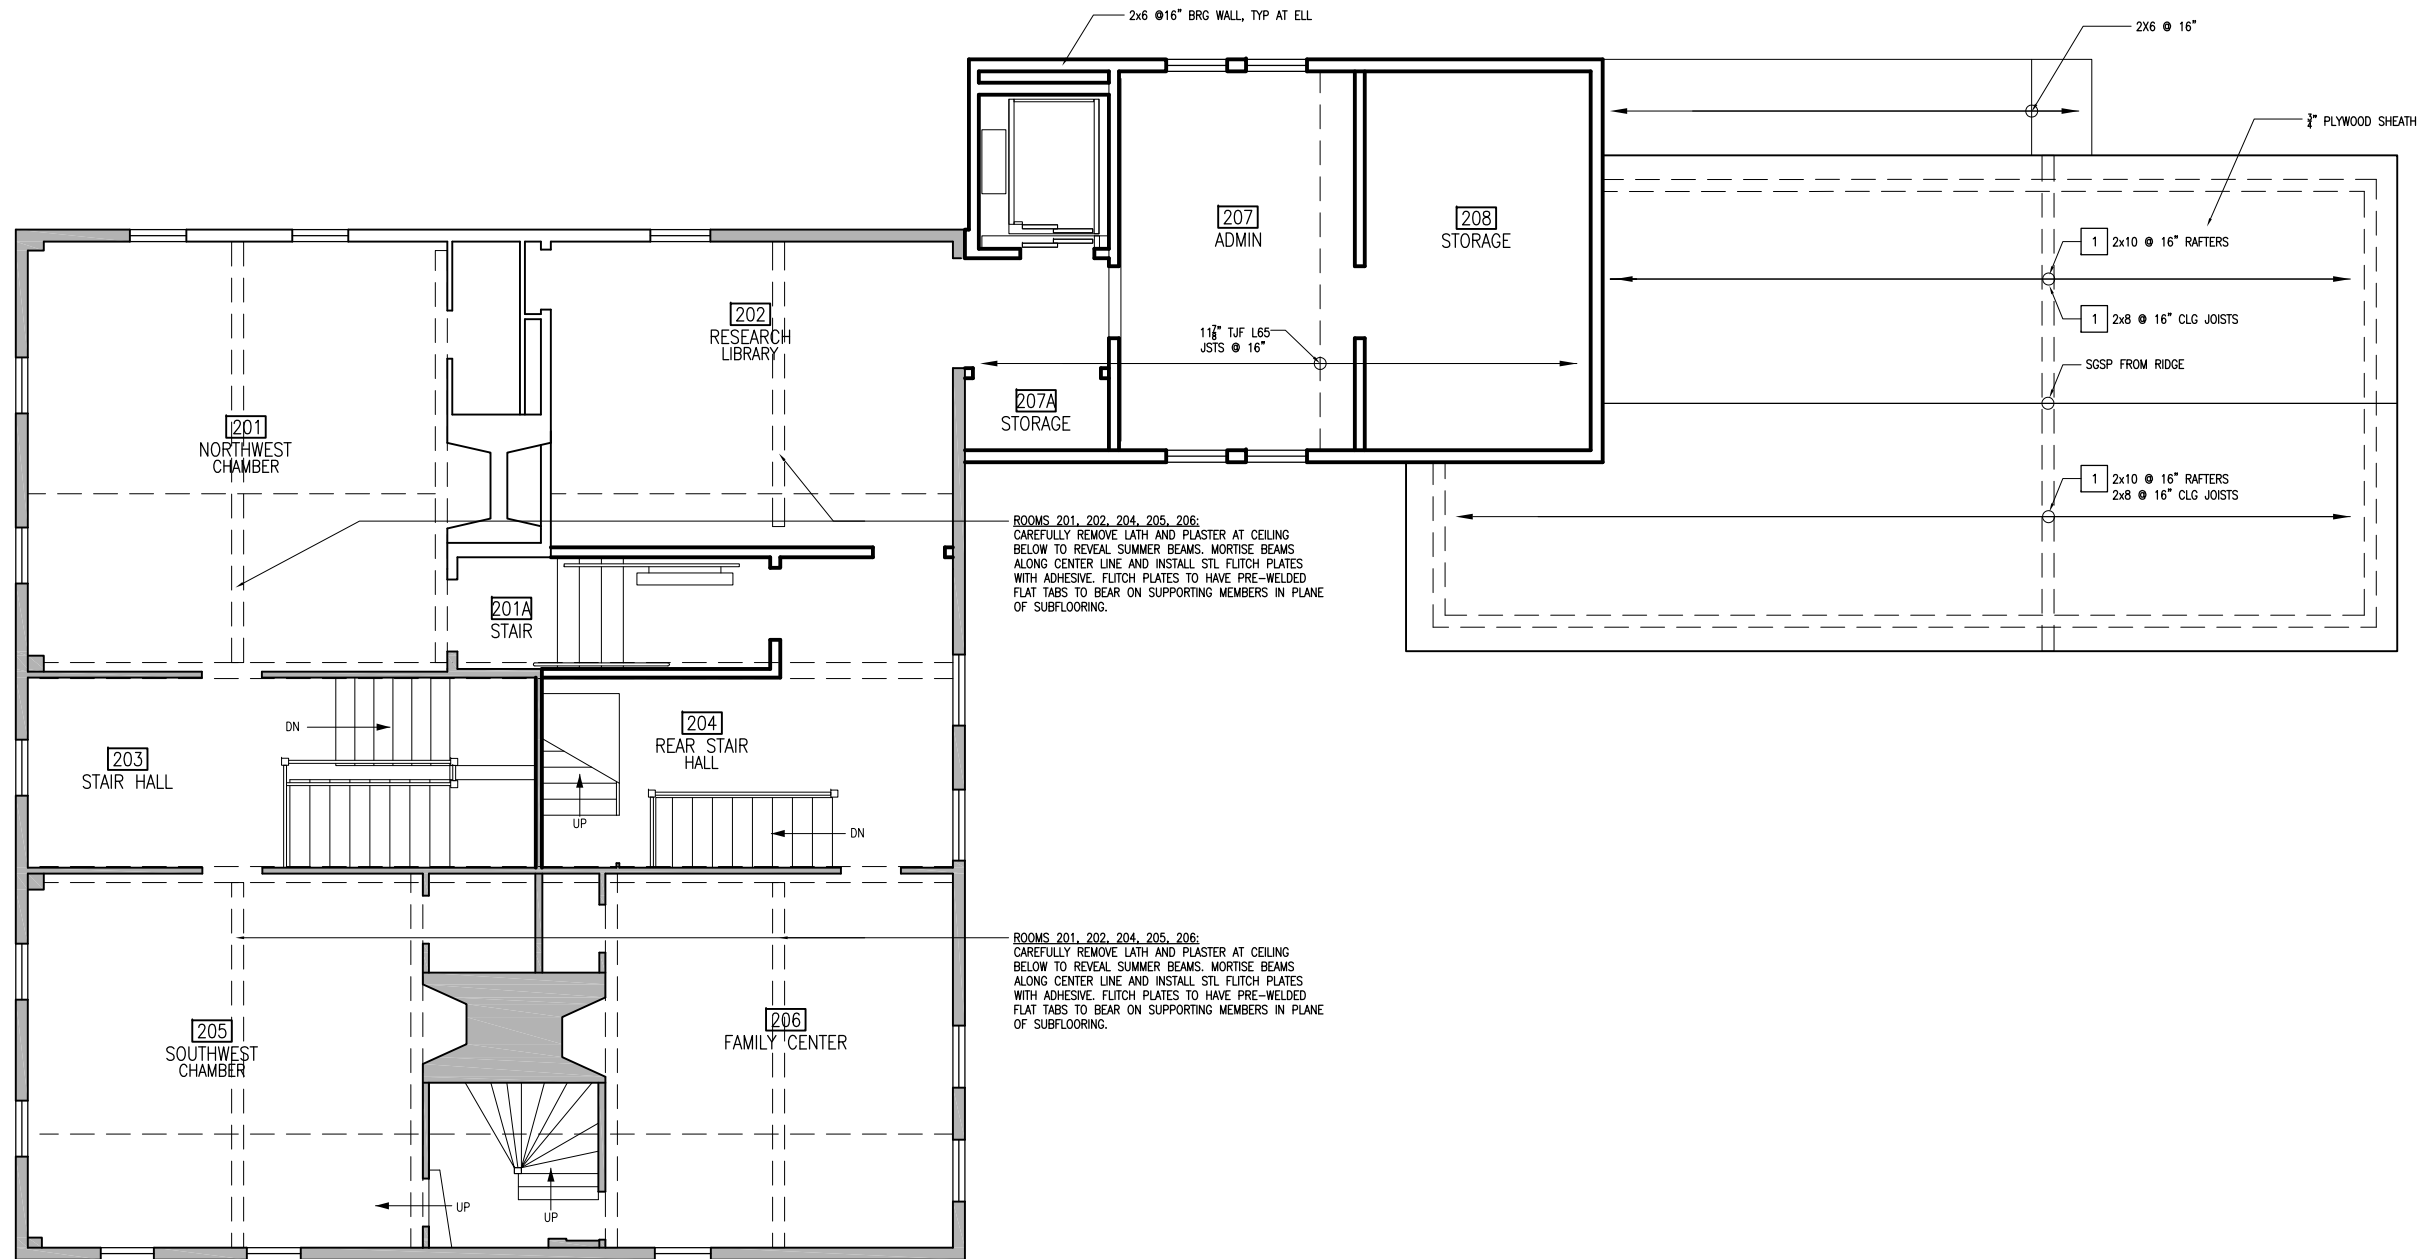 2x6 @16" BRG WALL, TYP AT ELL
2X6 @ 16"
3/4" PLYWOOD SHEATH
207
ADMIN
208
STORAGE
1 2x10 @ 16" RAFTERS
1 2x8 @ 16" CLG JOISTS
202
RESEARCH
LIBRARY
11 7/8" TJF L65
JSTS @ 16"
SGSP FROM RIDGE
207A
STORAGE
201
NORTHWEST
CHAMBER
1 2x10 @ 16" RAFTERS
2x8 @ 16" CLG JOISTS
ROOMS 201, 202, 204, 205, 206:
CAREFULLY REMOVE LATH AND PLASTER AT CEILING
BELOW TO REVEAL SUMMER BEAMS. MORTISE BEAMS
ALONG CENTER LINE AND INSTALL STL FLITCH PLATES
WITH ADHESIVE. FLITCH PLATES TO HAVE PRE-WELDED
FLAT TABS TO BEAR ON SUPPORTING MEMBERS IN PLANE
OF SUBFLOORING.
201A
STAIR
DN
204
REAR STAIR
HALL
203
STAIR HALL
UP
DN
ROOMS 201, 202, 204, 205, 206:
CAREFULLY REMOVE LATH AND PLASTER AT CEILING
BELOW TO REVEAL SUMMER BEAMS. MORTISE BEAMS
ALONG CENTER LINE AND INSTALL STL FLITCH PLATES
WITH ADHESIVE. FLITCH PLATES TO HAVE PRE-WELDED
FLAT TABS TO BEAR ON SUPPORTING MEMBERS IN PLANE
OF SUBFLOORING.
205
SOUTHWEST
CHAMBER
206
FAMILY CENTER
UP
UP